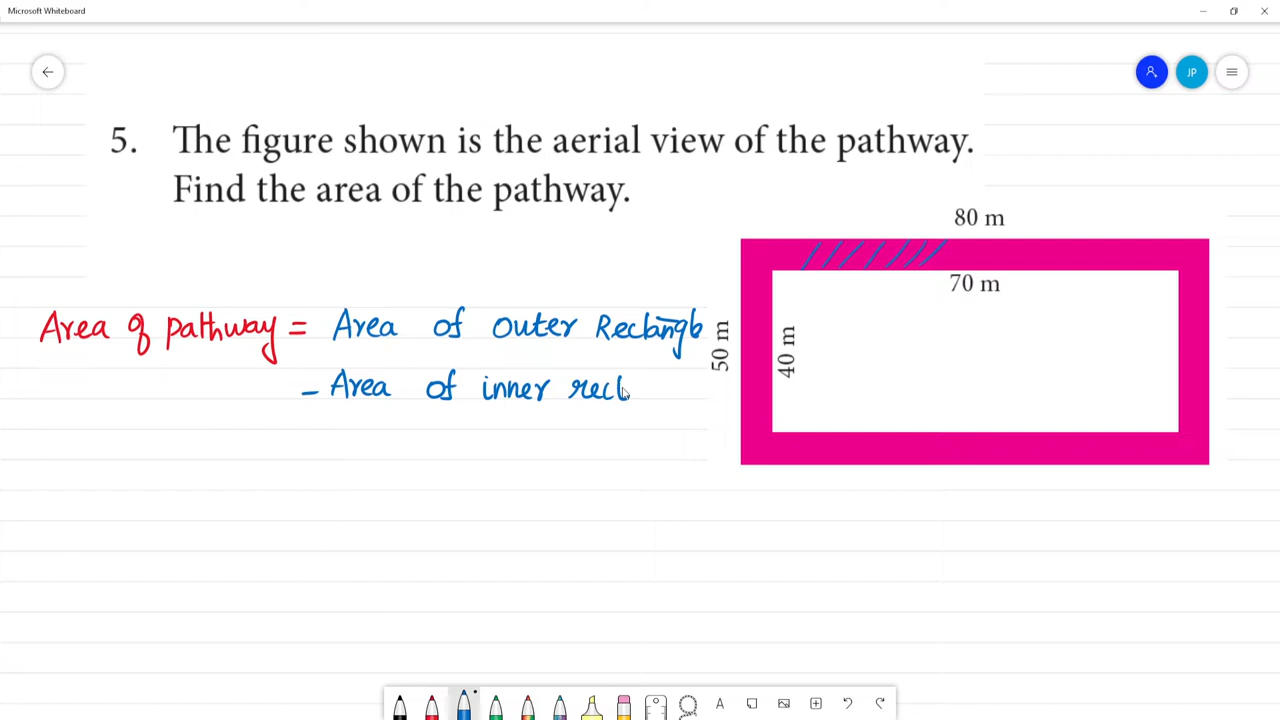 Microsoft Whiteboard
JP
5. The figure shown is the aerial view of the pathway.
Find the area of the pathway.
80 m
70 m
50 m
40 m
Area of pathway = Area of outer Rectangle
- Area of inner rect
A